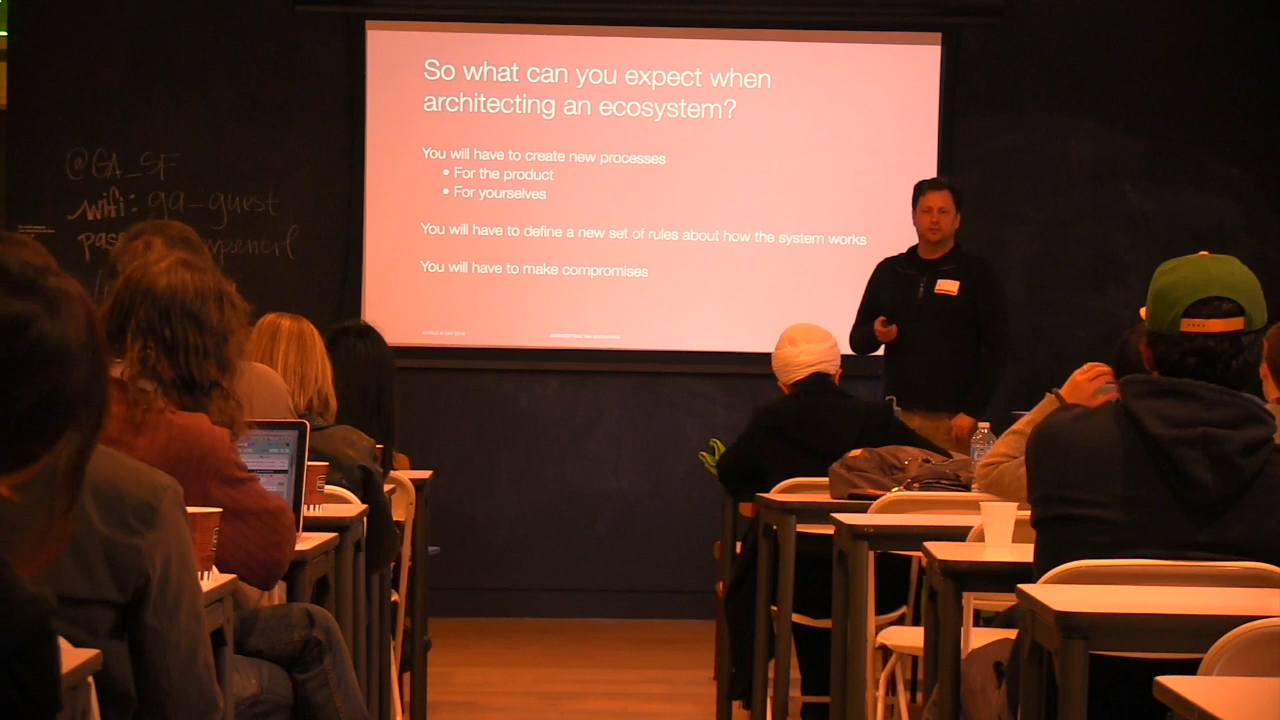 So what can you expect when
architecting an ecosystem?
You will have to create new processes
• For the product
• For yourselves
You will have to define a new set of rules about how the system works
You will have to make compromises
@GA_SF
wifi: ga-guest